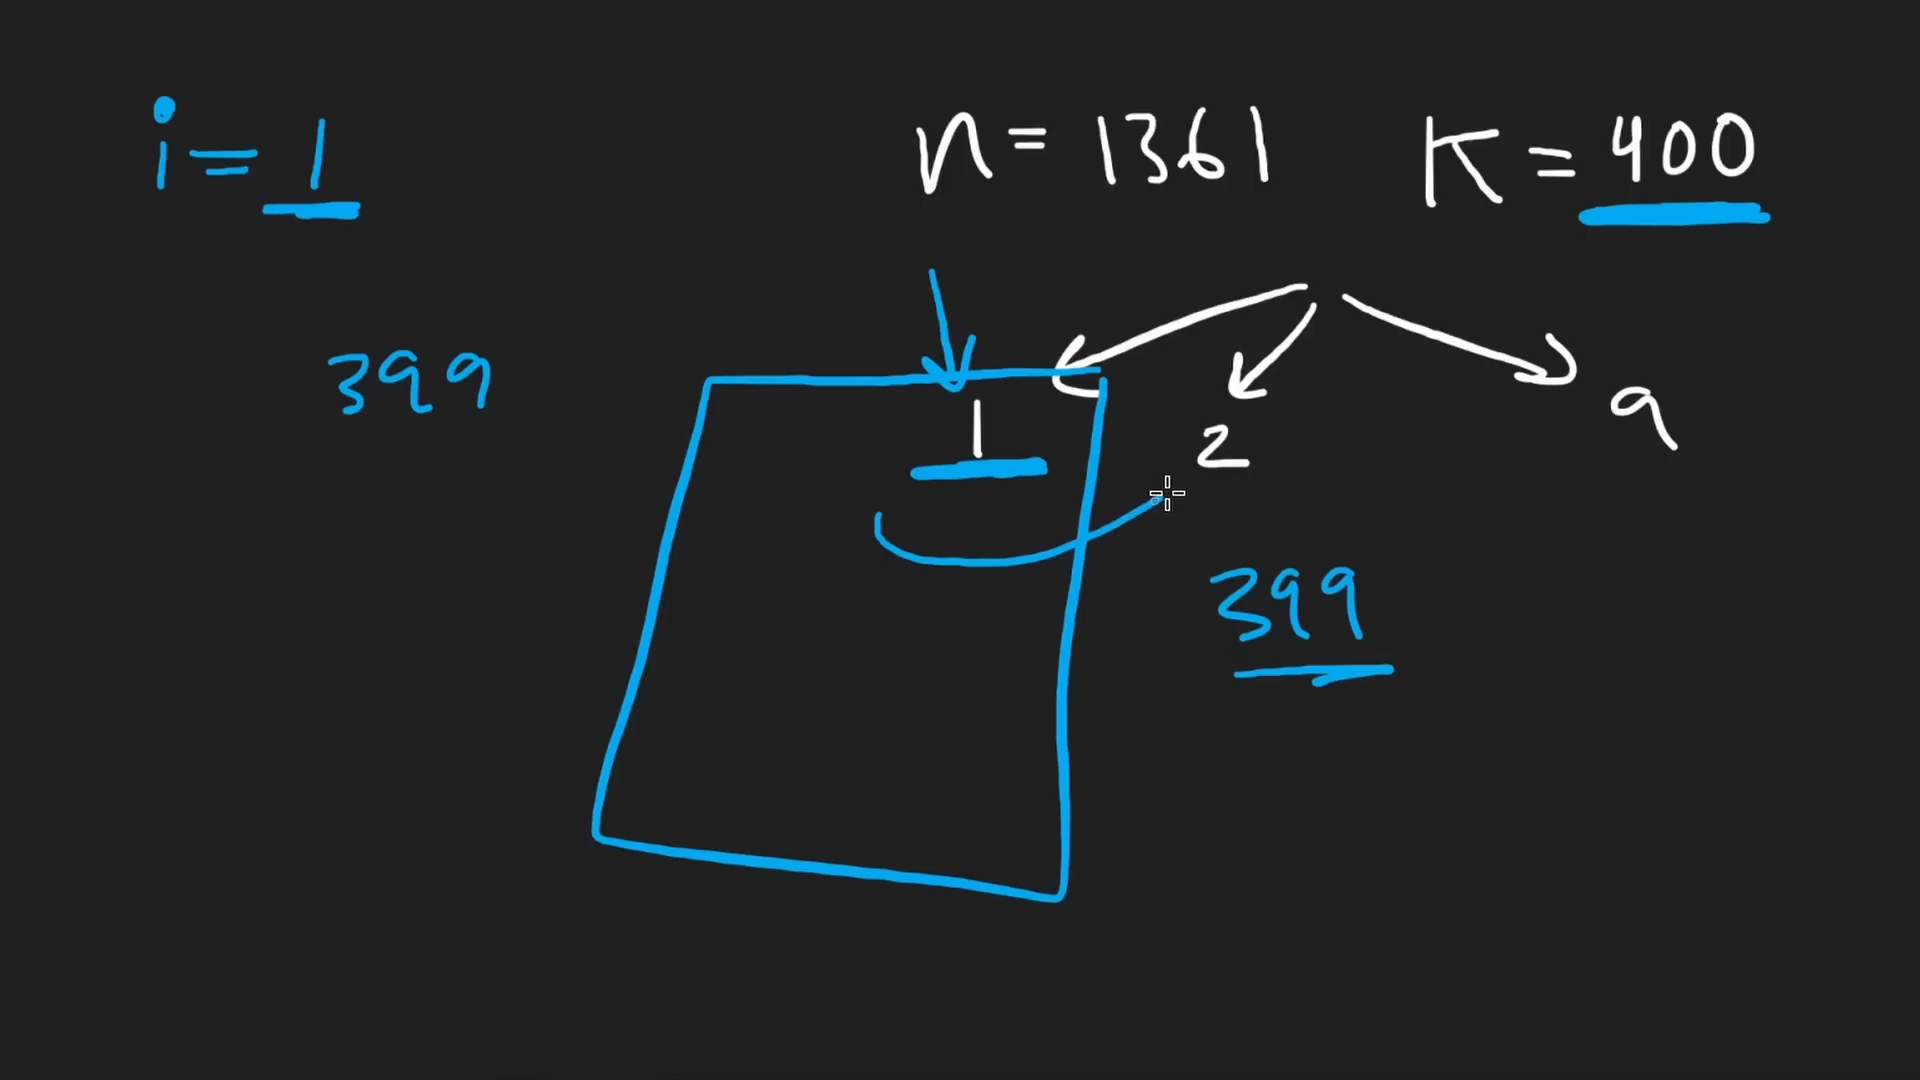 i = 1
n = 1361
K = 400
399
1
2
9
399